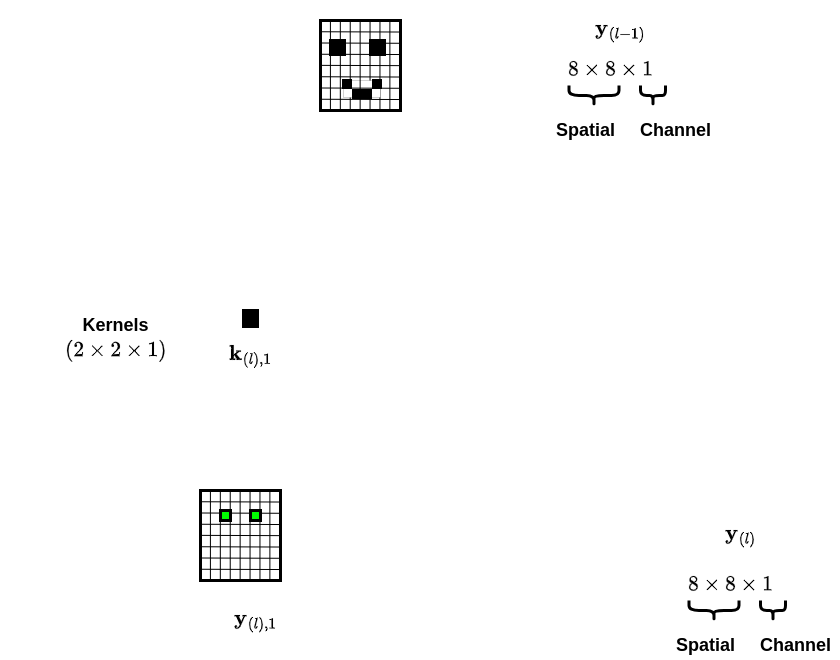 y(l−1)
8 × 8 × 1
Spatial Channel
Kernels
(2 × 2 × 1)
k(l),1
y(l)
8 × 8 × 1
y(l),1
Spatial Channel